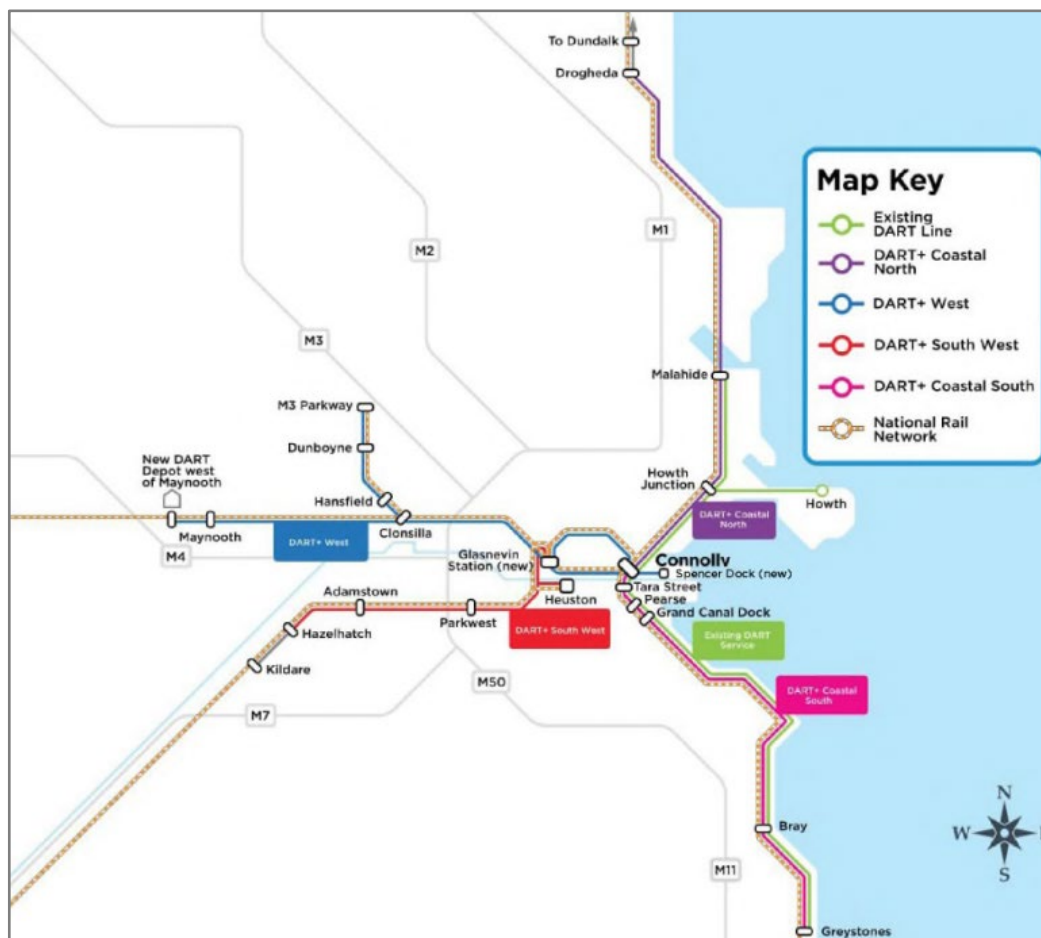 To Dundalk
Drogheda
Map Key
Existing
DART Line
DART+ Coastal
North
DART+ West
DART+ South West
DART+ Coastal South
National Rail
Network
M1
M2
M3
Malahide
M3 Parkway
Dunboyne
New DART
Depot west
of Maynooth
Hansfield
Howth
Junction
Howth
DART+ Coastal
North
Maynooth
Clonsilla
DART+ West
M4
Glasnevin
Station (new)
Connolly
Spencer Dock (new)
Heuston
Tara Street
Pearse
Grand Canal Dock
Adamstown
Parkwest
DART+ South West
Existing DART
Service
Hazelhatch
Kildare
M50
DART+ Coastal
South
M7
Bray
M11
Greystones
N
W
S